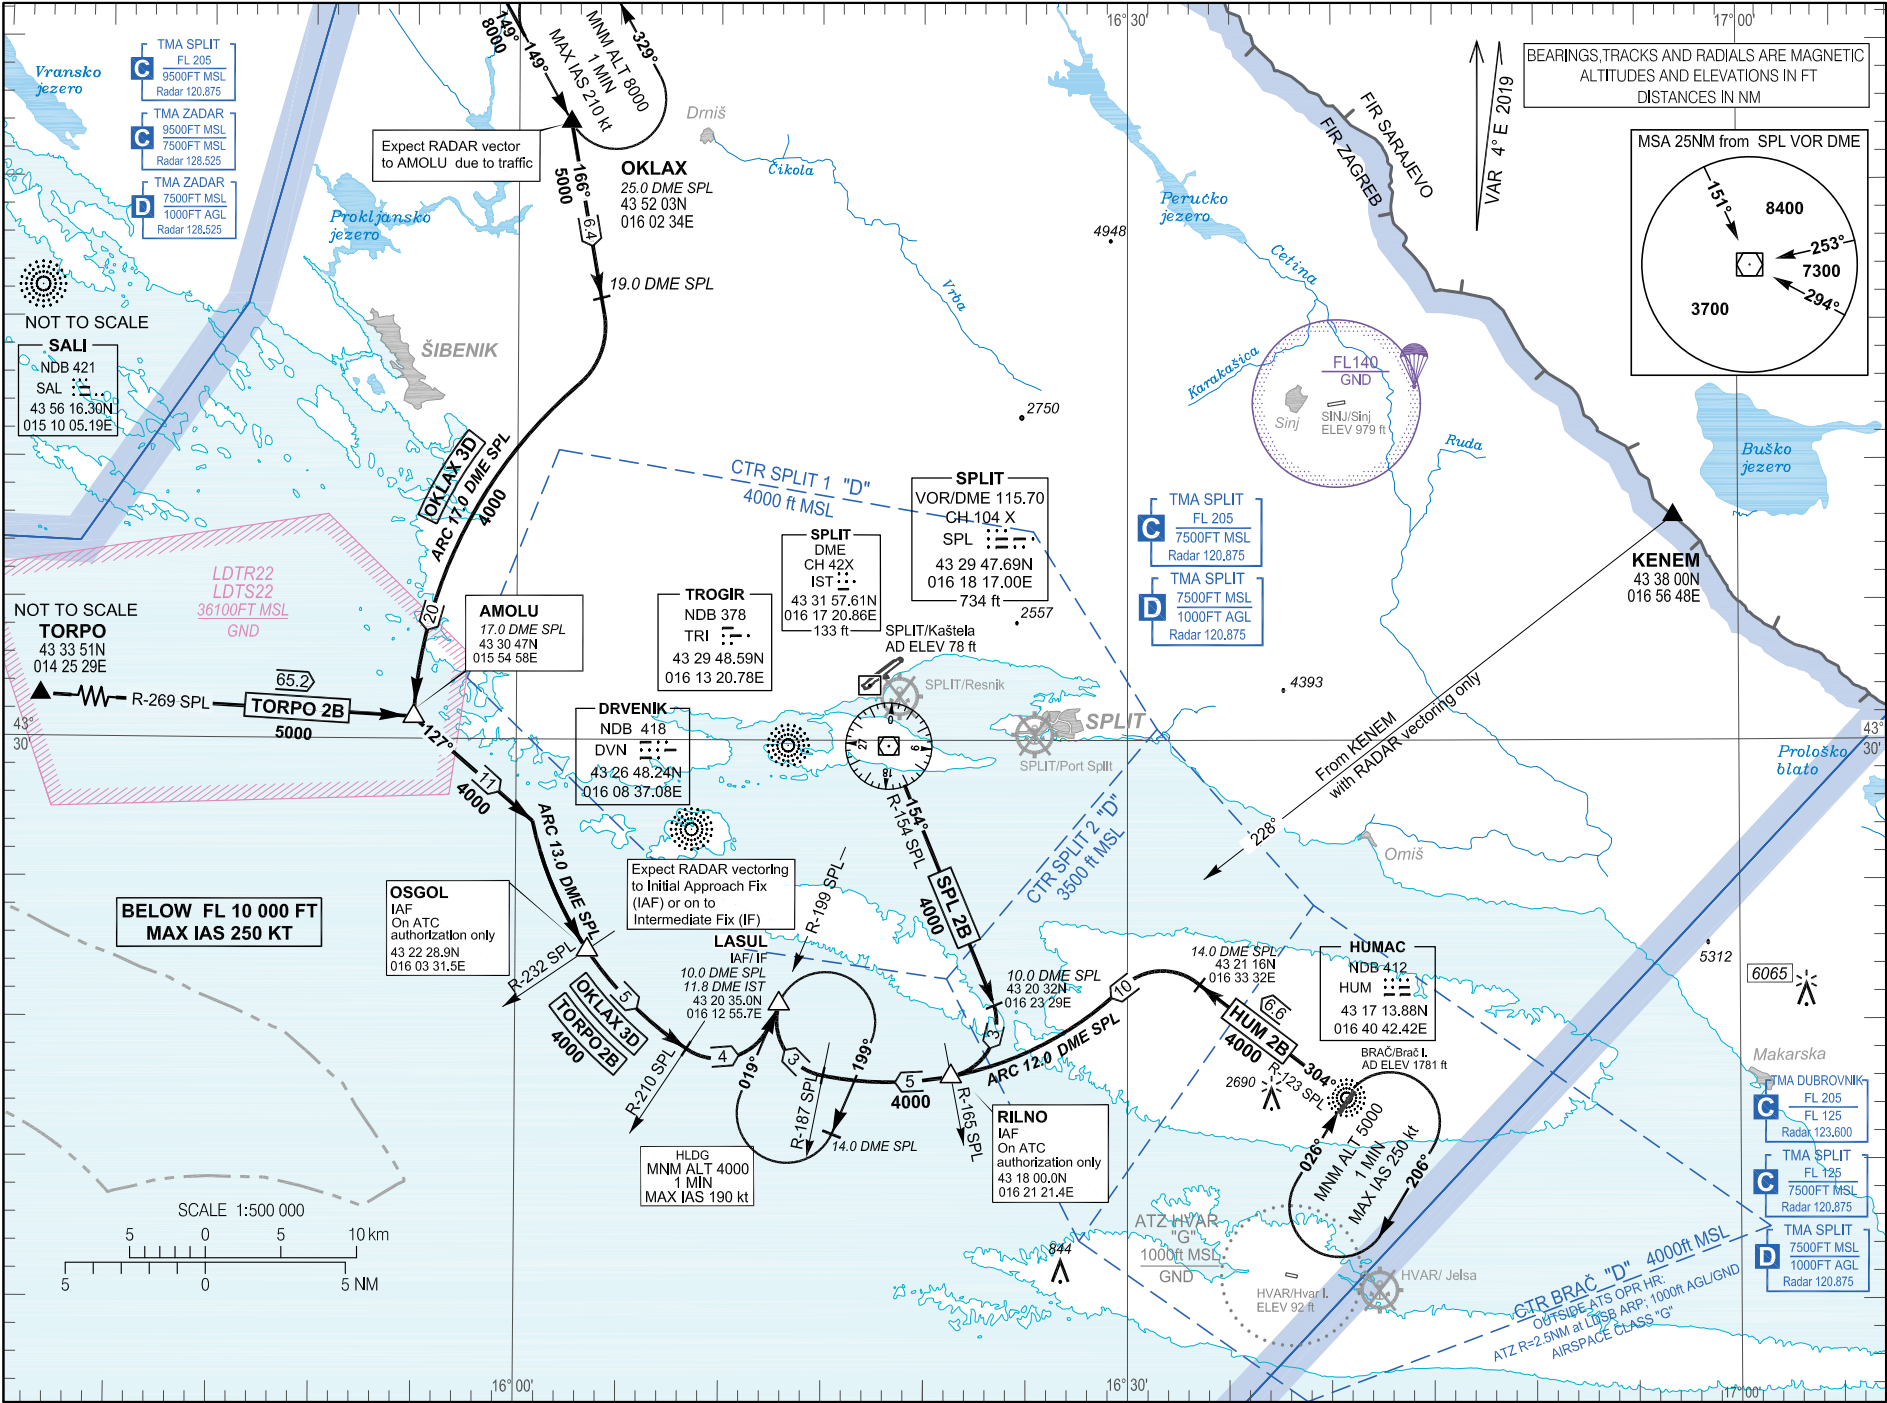 16° 30'
17° 00'
BEARINGS,TRACKS AND RADIALS ARE MAGNETIC
ALTITUDES AND ELEVATIONS IN FT
DISTANCES IN NM
VAR 4° E 2019
MSA 25NM from SPL VOR DME
151°
8400
253°
7300
294°
3700
Vransko
jezero
TMA SPLIT
C
FL 205
9500FT MSL
Radar 120.875
TMA ZADAR
C
9500FT MSL
7500FT MSL
Radar 128.525
TMA ZADAR
D
7500FT MSL
1000FT AGL
Radar 128.525
149°
8000
149°
MNM ALT 8000
1 MIN
MAX IAS 210 kt
329°
Expect RADAR vector
to AMOLU due to traffic
OKLAX
25.0 DME SPL
43 52 03N
016 02 34E
166°
5000
6.4
19.0 DME SPL
Drniš
Čikola
Vrba
Prokljansko
jezero
Perućko
jezero
4948
Cetina
FIR SARAJEVO
FIR ZAGREB
NOT TO SCALE
SALI
NDB 421
SAL
43 56 16.30N
015 10 05.19E
ŠIBENIK
2750
Karakašica
FL140
GND
Sinj
SINJ/Sinj
ELEV 979 ft
Ruda
Buško
jezero
OKLAX 3D
ARC 17.0 DME SPL
4000
20
CTR SPLIT 1 "D"
4000 ft MSL
SPLIT
VOR/DME 115.70
CH 104 X
SPL
43 29 47.69N
016 18 17.00E
734 ft
SPLIT
DME
CH 42X
IST
43 31 57.61N
016 17 20.86E
133 ft
2557
TMA SPLIT
C
FL 205
7500FT MSL
Radar 120.875
TMA SPLIT
D
7500FT MSL
1000FT AGL
Radar 120.875
KENEM
43 38 00N
016 56 48E
LDTR22
LDTS22
36100FT MSL
GND
NOT TO SCALE
TORPO
43 33 51N
014 25 29E
R-269 SPL
65.2
TORPO 2B
5000
AMOLU
17.0 DME SPL
43 30 47N
015 54 58E
TROGIR
NDB 378
TRI
43 29 48.59N
016 13 20.78E
SPLIT/Kaštela
AD ELEV 78 ft
SPLIT/Resnik
0
9
18
27
SPLIT
SPLIT/Port Split
4393
From KENEM
with RADAR vectoring only
228°
43°
30'
43°
30'
Prološko
blato
DRVENIK
NDB 418
DVN
43 26 48.24N
016 08 37.08E
127°
11
4000
ARC 13.0 DME SPL
154°
R-154 SPL
SPL 2B
4000
CTR SPLIT 2 "D"
3500 ft MSL
Omiš
Expect RADAR vectoring
to Initial Approach Fix
(IAF) or on to
Intermediate Fix (IF)
R-199 SPL
BELOW FL 10 000 FT
MAX IAS 250 KT
OSGOL
IAF
On ATC
authorization only
43 22 28.9N
016 03 31.5E
R-232 SPL
LASUL
IAF/ IF
10.0 DME SPL
11.8 DME IST
43 20 35.0N
016 12 55.7E
10.0 DME SPL
43 20 32N
016 23 29E
14.0 DME SPL
43 21 16N
016 33 32E
HUMAC
NDB 412
HUM
43 17 13.88N
016 40 42.42E
5312
6065
OKLAX 3D
TORPO2B
4000
5
R-210 SPL
4
019°
3
R-187 SPL
199°
14.0 DME SPL
5
4000
3
ARC 12.0 DME SPL
10
HUM 2B
4000
6.6
304°
R-123 SPL
2690
BRAČ/Brač I.
AD ELEV 1781 ft
R-165 SPL
RILNO
IAF
On ATC
authorization only
43 18 00.0N
016 21 21.4E
HLDG
MNM ALT 4000
1 MIN
MAX IAS 190 kt
026°
MNM ALT 5000
1 MIN
MAX IAS 250 kt
206°
Makarska
TMA DUBROVNIK
C
FL 205
FL 125
Radar 123.600
TMA SPLIT
C
FL 125
7500FT MSL
Radar 120.875
TMA SPLIT
D
7500FT MSL
1000FT AGL
Radar 120.875
SCALE 1:500 000
5
0
5
10 km
5
0
5 NM
844
ATZ HVAR
"G"
1000ft MSL
GND
HVAR/Hvar I.
ELEV 92 ft
HVAR/ Jelsa
CTR BRAČ "D" 4000ft MSL
OUTSIDE ATS OPR HR:
ATZ R=2.5NM at LDSB ARP; 1000ft AGL/GND
AIRSPACE CLASS "G"
16° 00'
16° 30'
17° 00'